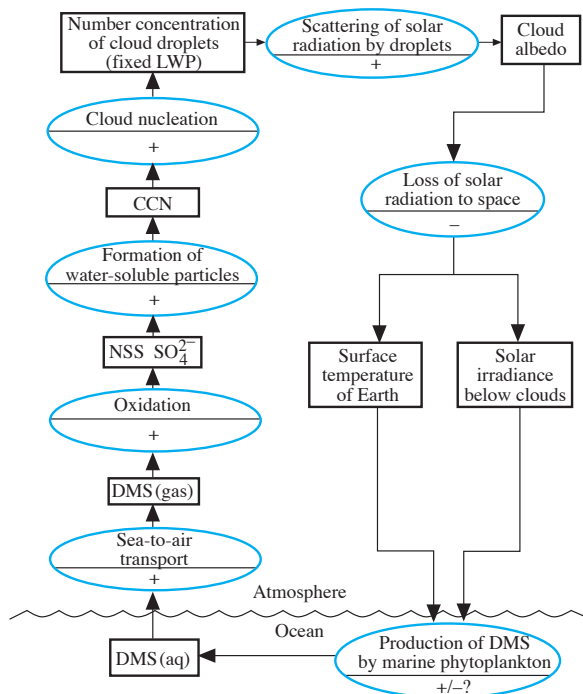 Number concentration
of cloud droplets
(fixed LWP)
Scattering of solar
radiation by droplets
+
Cloud
albedo
Cloud nucleation
+
Loss of solar
radiation to space
–
CCN
Formation of
water-soluble particles
+
NSS SO₄²⁻
Surface
temperature
of Earth
Solar
irradiance
below clouds
Oxidation
+
DMS(gas)
Sea-to-air
transport
+
Atmosphere
Ocean
DMS(aq)
Production of DMS
by marine phytoplankton
+/–?